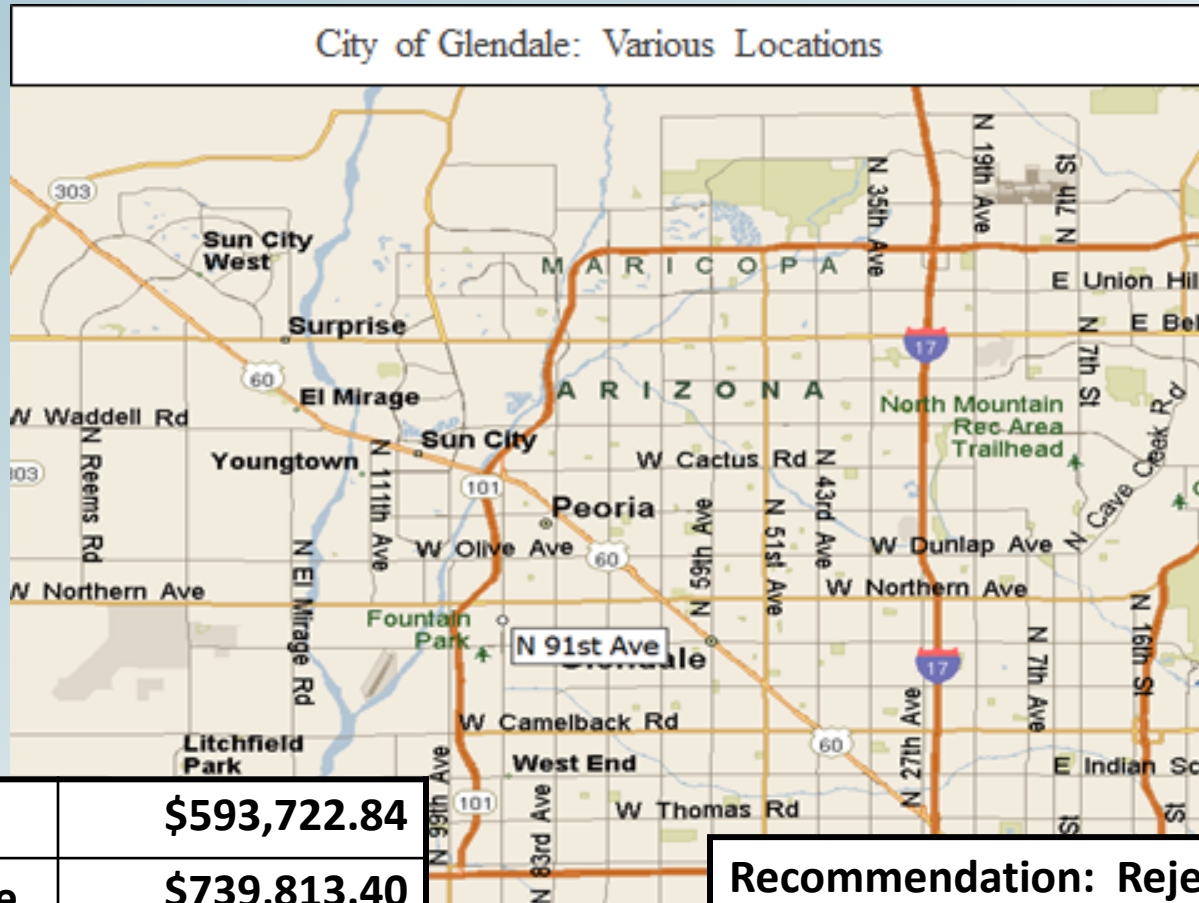 City of Glendale: Various Locations
303
Sun City
West
MARICOPA
N 35th Ave
N 19th Ave
N 7th St
E Union Hil
Surprise
E Bel
17
60
El Mirage
ARIZONA
N 7th St
W Waddell Rd
North Mountain
Rec Area
Trailhead
N Cave Creek Rd
Sun City
Youngtown
N 111th Ave
W Cactus Rd
N 43rd Ave
303
N Reems Rd
101
Peoria
N 59th Ave
N 51st Ave
W Olive Ave
60
W Dunlap Ave
N El Mirage Rd
W Northern Ave
W Northern Ave
Fountain
Park
N 91st Ave
N 16th St
N 7th Ave
17
W Camelback Rd
N 27th Ave
Litchfield
Park
60
West End
E Indian Sc
N 99th Ave
101
N 83rd Ave
W Thomas Rd
St
St
$593,722.84
$739,813.40
Recommendation: Reje